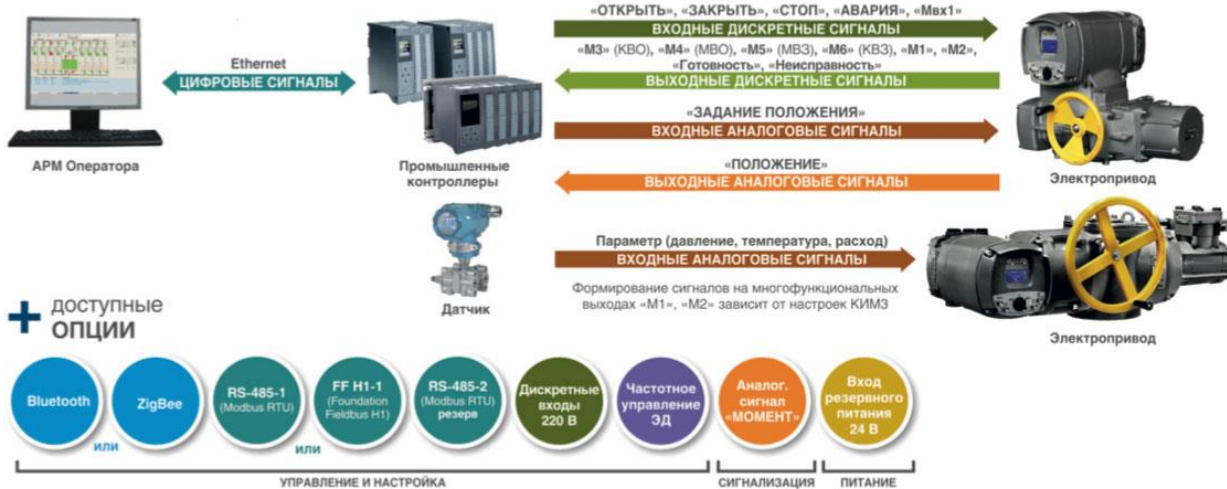 «ОТКРЫТЬ», «ЗАКРЫТЬ», «СТОП», «АВАРИЯ», «Мвх1»
ВХОДНЫЕ ДИСКРЕТНЫЕ СИГНАЛЫ
«М3» (КВО), «М4» (МВО), «М5» (МВЗ), «М6» (КВЗ), «М1», «М2»,
«Готовность», «Неисправность»
ВЫХОДНЫЕ ДИСКРЕТНЫЕ СИГНАЛЫ
Ethernet
ЦИФРОВЫЕ СИГНАЛЫ
«ЗАДАНИЕ ПОЛОЖЕНИЯ»
ВХОДНЫЕ АНАЛОГОВЫЕ СИГНАЛЫ
«ПОЛОЖЕНИЕ»
ВЫХОДНЫЕ АНАЛОГОВЫЕ СИГНАЛЫ
АРМ Оператора
Промышленные
контроллеры
Электропривод
Параметр (давление, температура, расход)
ВХОДНЫЕ АНАЛОГОВЫЕ СИГНАЛЫ
Формирование сигналов на многофункциональных
выходах «М1», «М2» зависит от настроек КИМ3
Датчик
Электропривод
+ доступные
ОПЦИИ
Bluetooth
или
ZigBee
RS-485-1
(Modbus RTU)
или
FF H1-1
(Foundation
Fieldbus H1)
RS-485-2
(Modbus RTU)
резерв
Дискретные
входы
220 В
Частотное
управление
ЭД
Аналог.
сигнал
«МОМЕНТ»
Вход
резервного
питания
24 В
УПРАВЛЕНИЕ И НАСТРОЙКА
СИГНАЛИЗАЦИЯ
ПИТАНИЕ